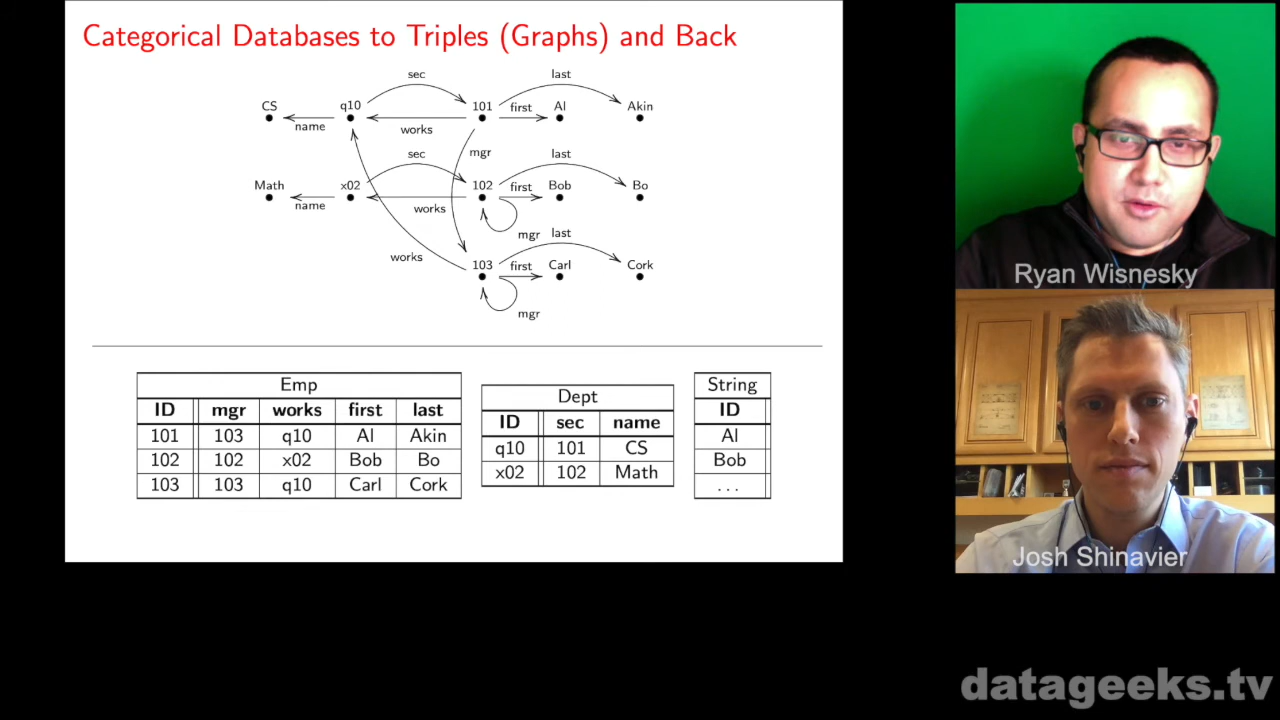 Categorical Databases to Triples (Graphs) and Back
sec last
CS q10 101 first Al Akin
name works
sec mgr last
Math x02 102 first Bob Bo
name works
mgr last
works 103 first Carl Cork
mgr
Emp
ID mgr works first last
101 103 q10 Al Akin
102 102 x02 Bob Bo
103 103 q10 Carl Cork
Dept
ID sec name
q10 101 CS
x02 102 Math
String
ID
Al
Bob
...
Ryan Wisnesky
Josh Shinavier
datageeks.tv